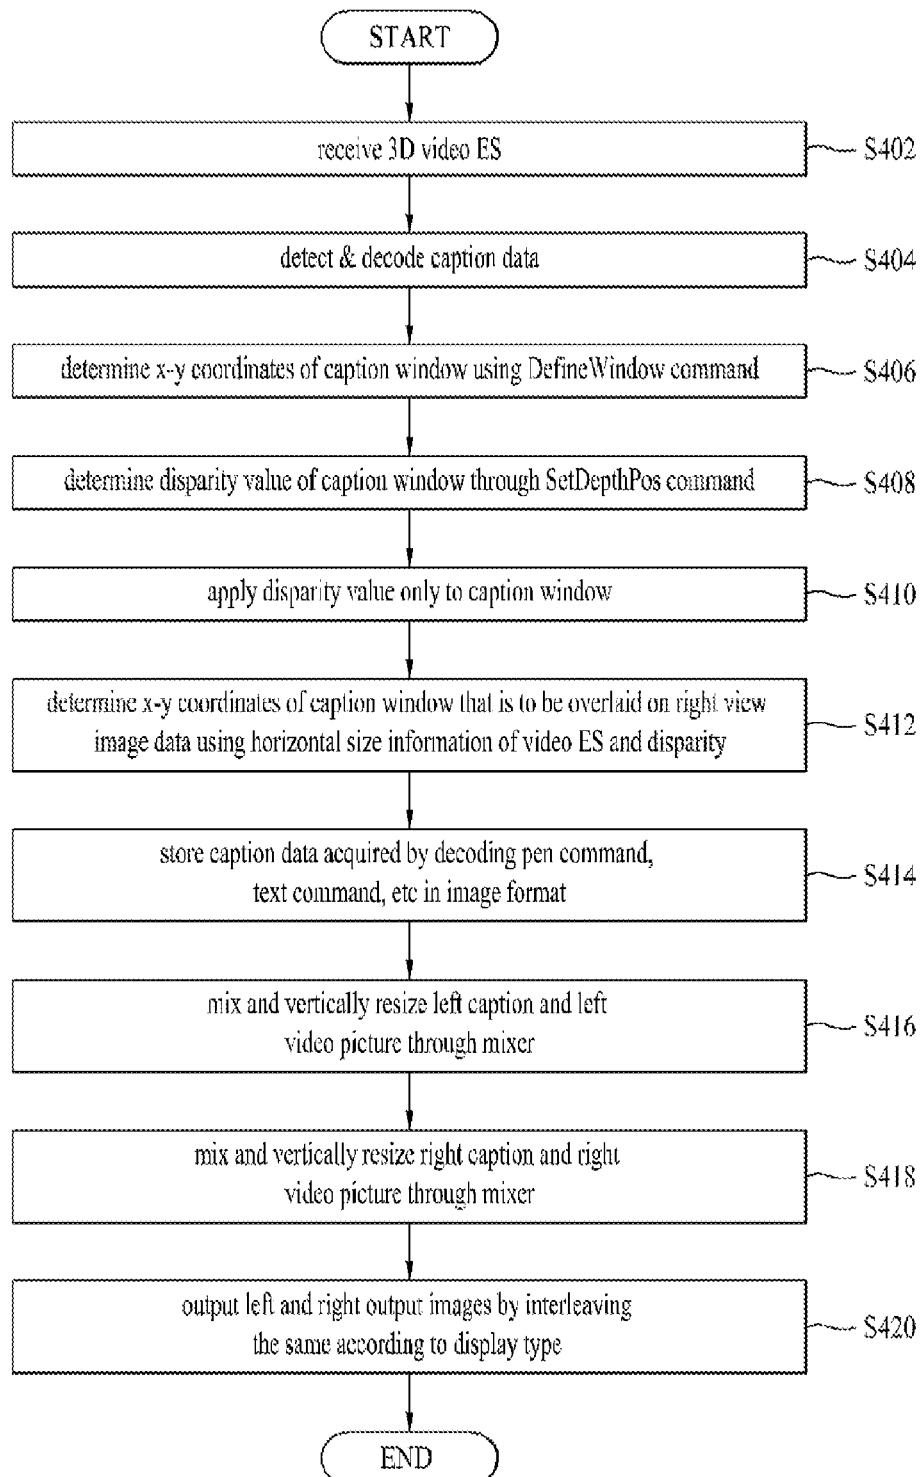 START
receive 3D video ES
S402
detect & decode caption data
S404
determine x-y coordinates of caption window using DefineWindow command
S406
determine disparity value of caption window through SetDepthPos command
S408
apply disparity value only to caption window
S410
determine x-y coordinates of caption window that is to be overlaid on right view
image data using horizontal size information of video ES and disparity
S412
store caption data acquired by decoding pen command,
text command, etc in image format
S414
mix and vertically resize left caption and left
video picture through mixer
S416
mix and vertically resize right caption and right
video picture through mixer
S418
output left and right output images by interleaving
the same according to display type
S420
END